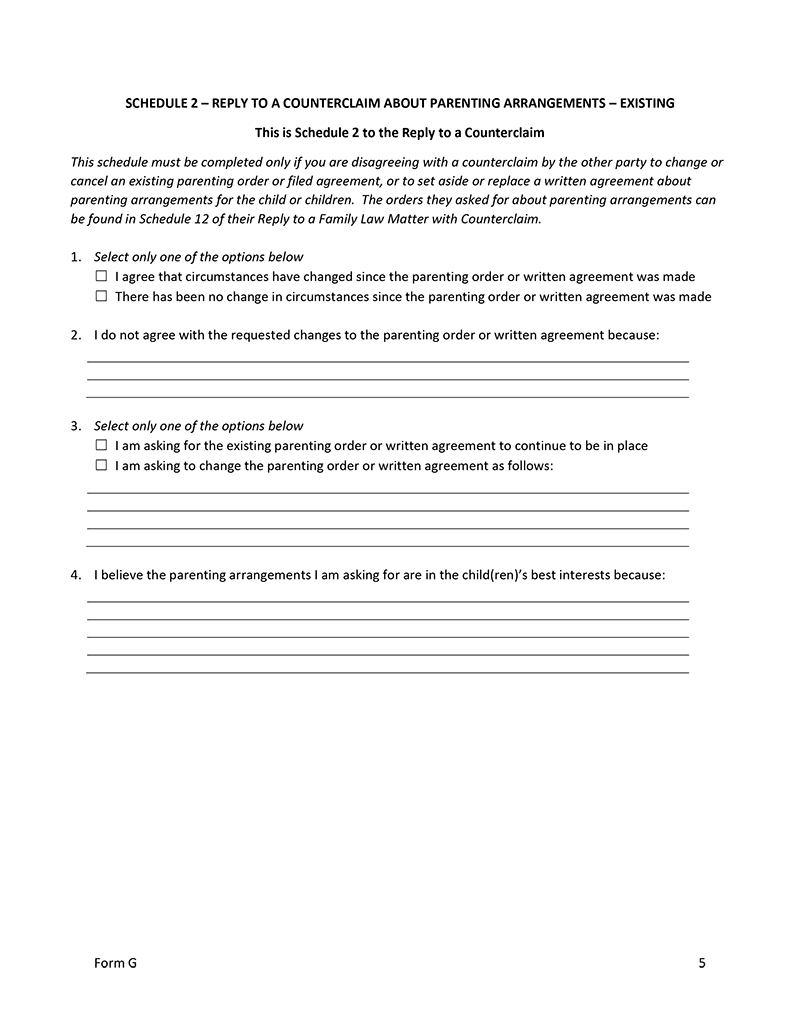 SCHEDULE 2 – REPLY TO A COUNTERCLAIM ABOUT PARENTING ARRANGEMENTS – EXISTING
This is Schedule 2 to the Reply to a Counterclaim
This schedule must be completed only if you are disagreeing with a counterclaim by the other party to change or
cancel an existing parenting order or filed agreement, or to set aside or replace a written agreement about
parenting arrangements for the child or children.  The orders they asked for about parenting arrangements can
be found in Schedule 12 of their Reply to a Family Law Matter with Counterclaim.
1. Select only one of the options below
☐ I agree that circumstances have changed since the parenting order or written agreement was made
☐ There has been no change in circumstances since the parenting order or written agreement was made
2. I do not agree with the requested changes to the parenting order or written agreement because:
3. Select only one of the options below
☐ I am asking for the existing parenting order or written agreement to continue to be in place
☐ I am asking to change the parenting order or written agreement as follows:
4. I believe the parenting arrangements I am asking for are in the child(ren)’s best interests because:
Form G 5